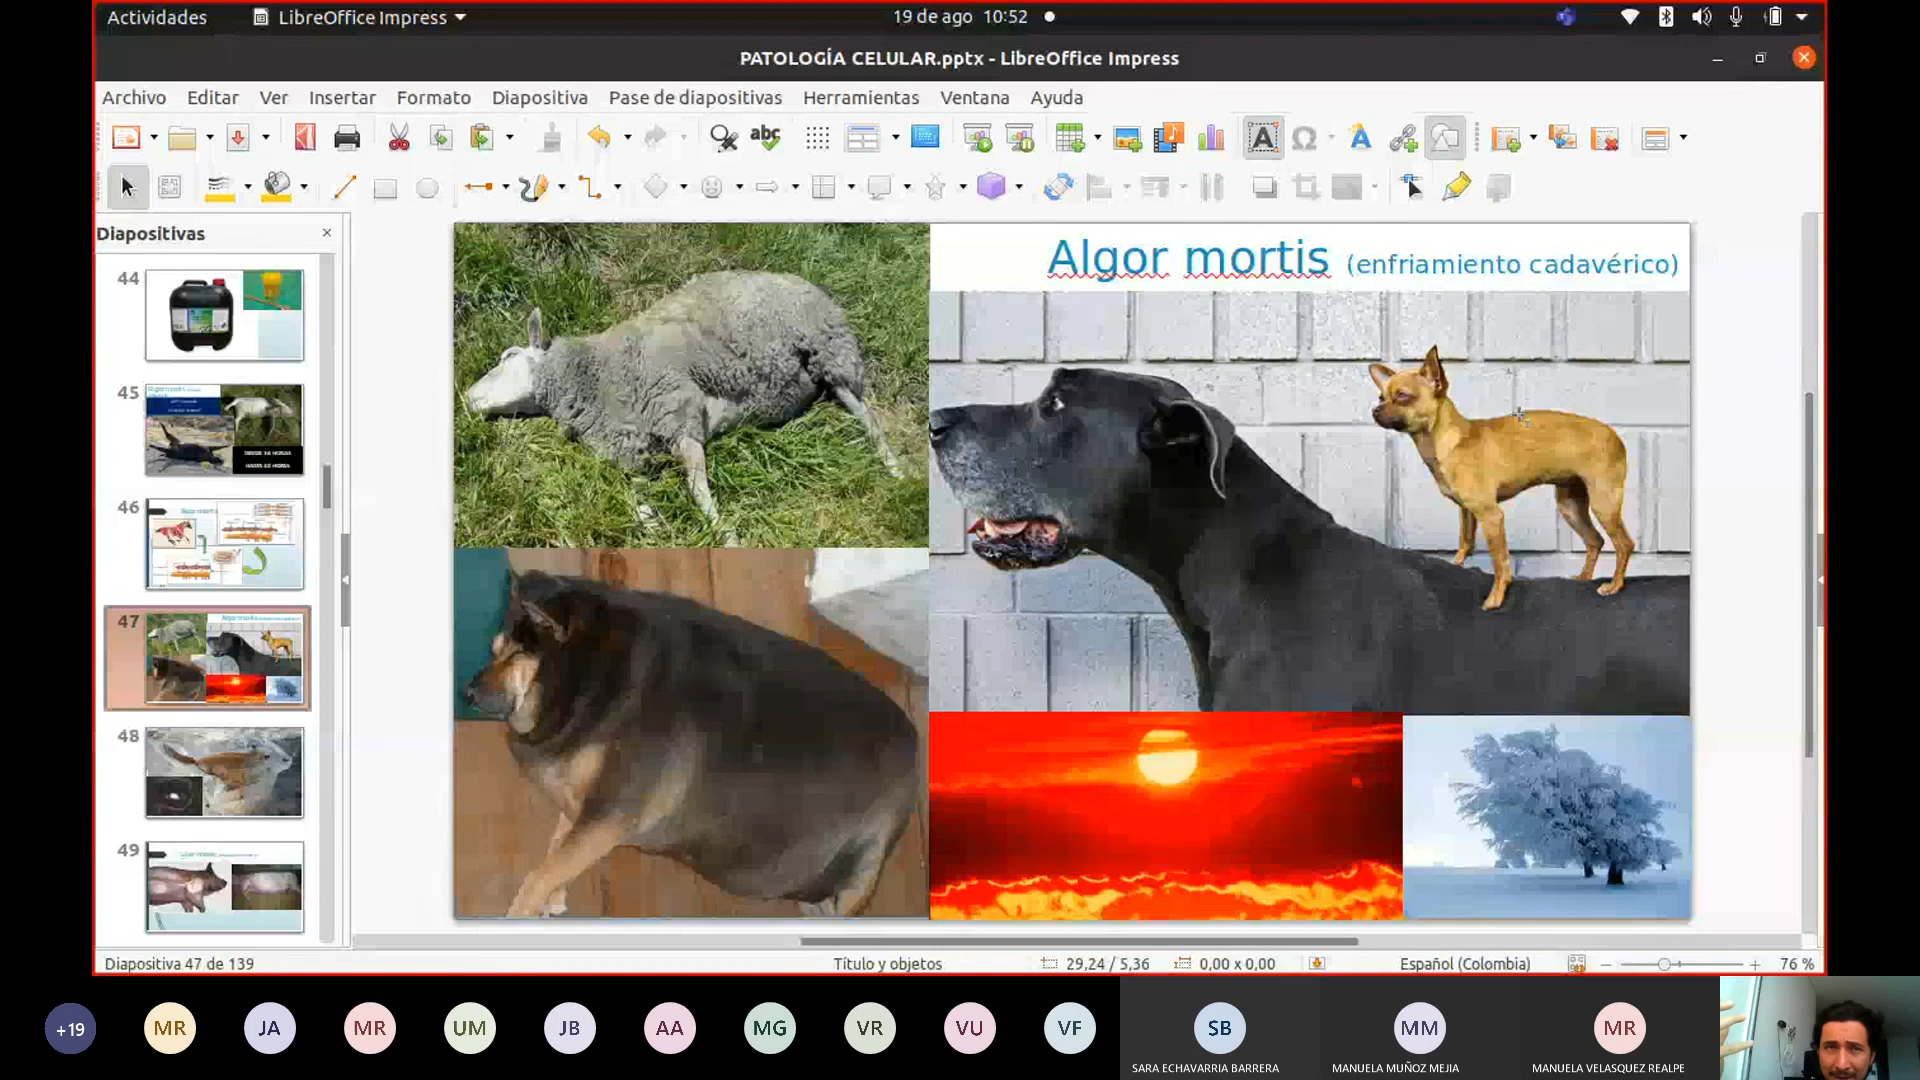 Actividades
LibreOffice Impress
19 de ago 10:52
PATOLOGÍA CELULAR.pptx - LibreOffice Impress
Archivo Editar Ver Insertar Formato Diapositiva Pase de diapositivas Herramientas Ventana Ayuda
abc
Diapositivas
44
45
46
47
48
49
Algor mortis (enfriamiento cadavérico)
Diapositiva 47 de 139
Título y objetos
29,24 / 5,36
0,00 x 0,00
Español (Colombia)
76 %
+19
MR
JA
MR
UM
JB
AA
MG
VR
VU
VF
SB
SARA ECHAVARRIA BARRERA
MM
MANUELA MUÑOZ MEJIA
MR
MANUELA VELASQUEZ REALPE